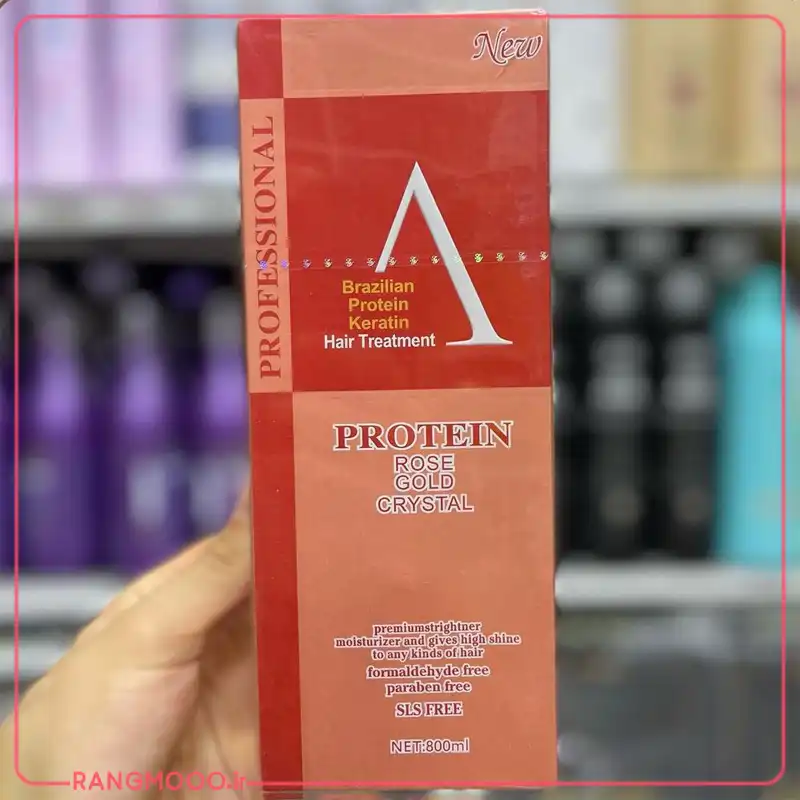 New
PROFESSIONAL
A
Brazilian
Protein
Keratin
Hair Treatment
PROTEIN
ROSE
GOLD
CRYSTAL
premiumstrightner
moisturizer and gives high shine
to any kinds of hair
formaldehyde free
paraben free
SLS FREE
NET:800ml
RANGMOOO.ir